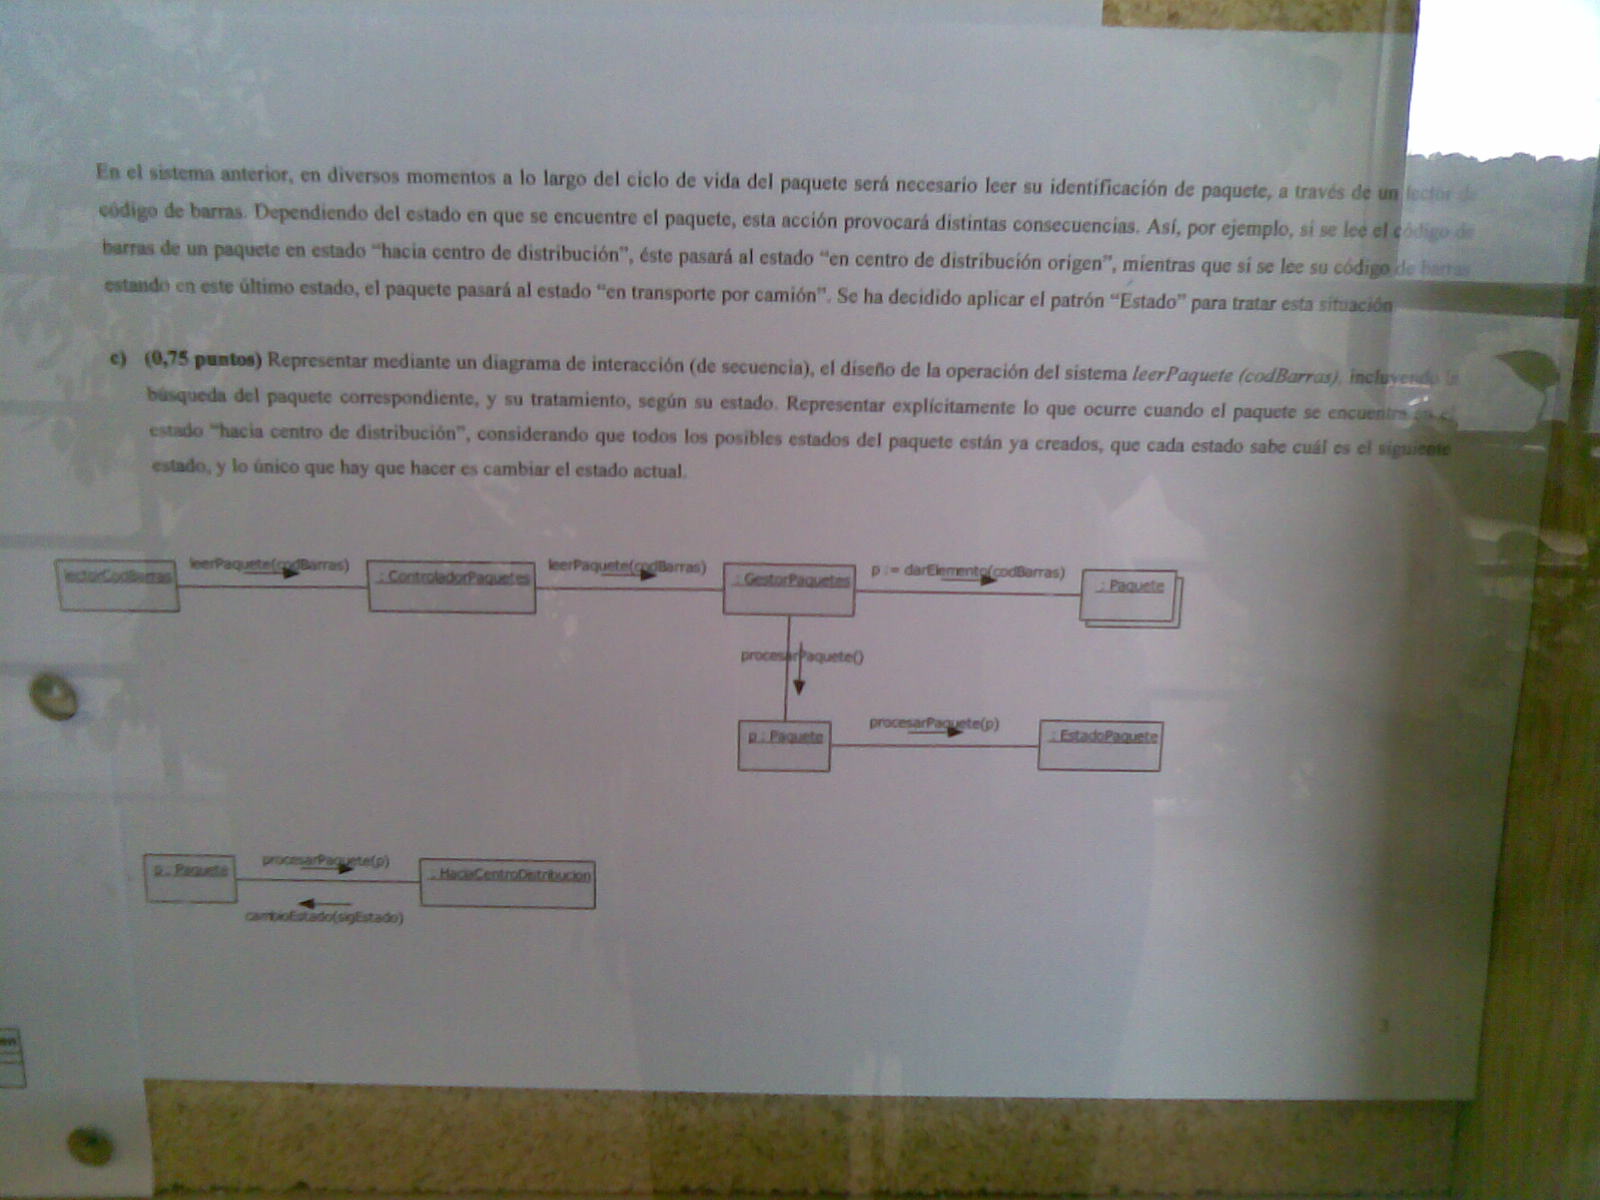 En el sistema anterior, en diversos momentos a lo largo del ciclo de vida del paquete será necesario leer su identificación de paquete, a través de un lector de
código de barras. Dependiendo del estado en que se encuentre el paquete, esta acción provocará distintas consecuencias. Así, por ejemplo, si se lee el código de
barras de un paquete en estado “hacia centro de distribución”, éste pasará al estado “en centro de distribución origen”, mientras que si se lee su código de barras
estando en este último estado, el paquete pasará al estado “en transporte por camión”. Se ha decidido aplicar el patrón “Estado” para tratar esta situación
c) (0,75 puntos) Representar mediante un diagrama de interacción (de secuencia), el diseño de la operación del sistema leerPaquete (codBarras), incluyendo la
búsqueda del paquete correspondiente, y su tratamiento, según su estado. Representar explícitamente lo que ocurre cuando el paquete se encuentra en el
estado “hacia centro de distribución”, considerando que todos los posibles estados del paquete están ya creados, que cada estado sabe cuál es el siguiente
estado, y lo único que hay que hacer es cambiar el estado actual.
leerPaquete(codBarras)
leerPaquete(codBarras)
p := darElemento(codBarras)
lectorCodBarras
: ControladorPaquetes
: GestorPaquetes
: Paquete
procesarPaquete()
procesarPaquete(p)
p : Paquete
: EstadoPaquete
procesarPaquete(p)
p : Paquete
: HaciaCentroDistribucion
cambioEstado(sigEstado)
3